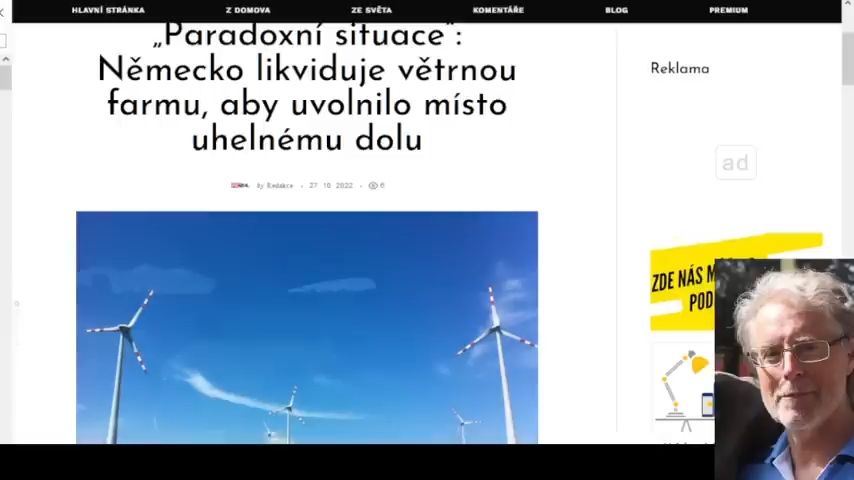 HLAVNÍ STRÁNKA
Z DOMOVA
ZE SVĚTA
KOMENTÁŘE
BLOG
PREMIUM
„Paradoxní situace“:
Německo likviduje větrnou
farmu, aby uvolnilo místo
uhelnému dolu
by Redakce • 27 10 2022 • 6
Reklama
ad
ZDE NÁS M
POD